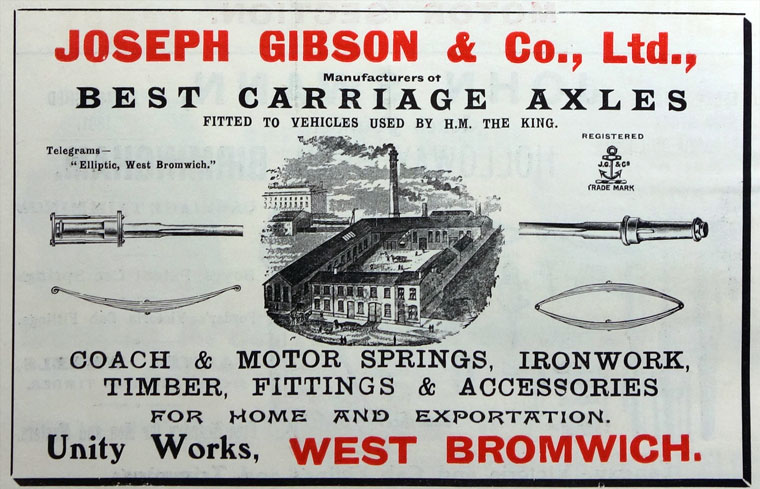 JOSEPH GIBSON & Co., Ltd.,
Manufacturers of
BEST CARRIAGE AXLES
FITTED TO VEHICLES USED BY H.M. THE KING.
Telegrams—
"Elliptic, West Bromwich."
REGISTERED
J.G. & Co
TRADE MARK
COACH & MOTOR SPRINGS, IRONWORK,
TIMBER, FITTINGS & ACCESSORIES
FOR HOME AND EXPORTATION.
Unity Works, WEST BROMWICH.